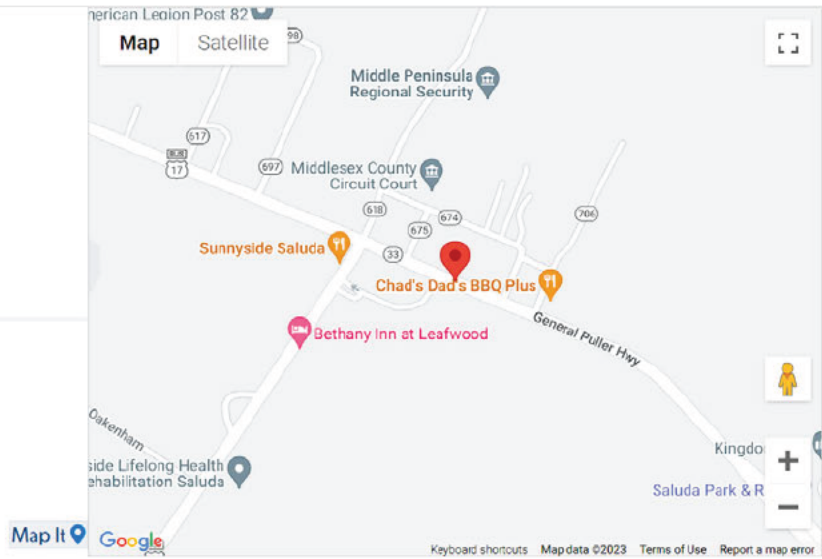 merican Legion Post 82
Map Satellite
98)
Middle Peninsula
Regional Security
617
BUS
17
697
Middlesex County
Circuit Court
618
674
675
706
Sunnyside Saluda
33
Chad's Dad's BBQ Plus
General Puller Hwy
Bethany Inn at Leafwood
Oakenham
side Lifelong Health
ehabilitation Saluda
Kingdo
+
Saluda Park & R
−
Map It
Google
Keyboard shortcuts Map data ©2023 Terms of Use Report a map error